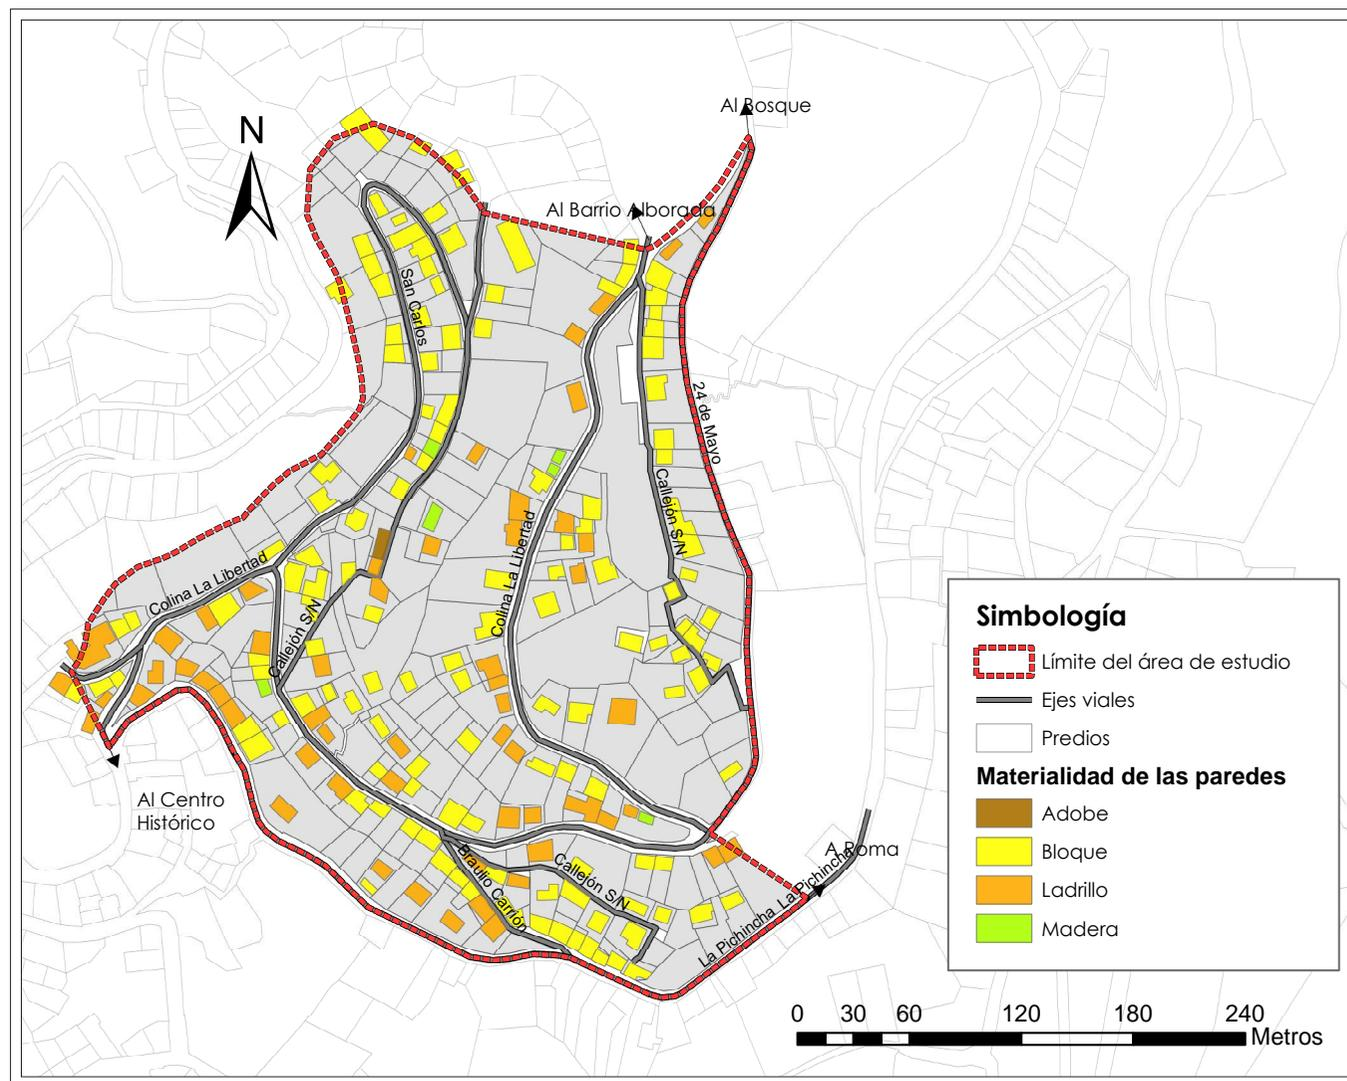 Al Bosque
N
Al Barrio Alborada
San Carlos
24 de Mayo
Callejón S/N
Colina La Libertad
Colina La Libertad
Callejón S/N
Al Centro
Histórico
Braulio Carrión
Callejón S/N
A Roma
La Pichincha
La Pichincha
Simbología
Límite del área de estudio
Ejes viales
Predios
Materialidad de las paredes
Adobe
Bloque
Ladrillo
Madera
0 30 60 120 180 240
Metros